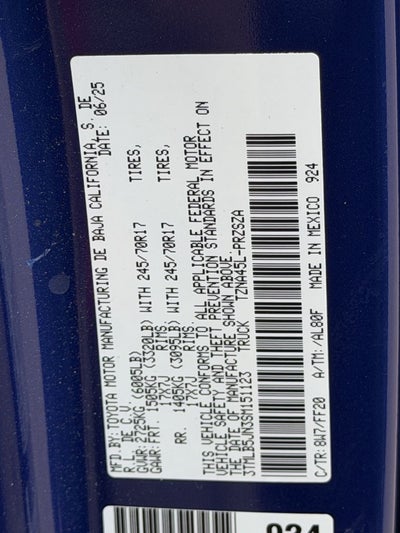 MFD.BY:TOYOTA MOTOR MANUFACTURING DE BAJA CALIFORNIA, S. DE
R.L. DE C.V. DATE: 06/25
GVWR: 2725KG (6005LB)
GAWR: FRT. 1505KG (3320LB) WITH 245/70R17 TIRES,
17X7J RIMS.
RR. 1405KG (3095LB) WITH 245/70R17 TIRES,
17X7J RIMS.
THIS VEHICLE CONFORMS TO ALL APPLICABLE FEDERAL MOTOR
VEHICLE SAFETY AND THEFT PREVENTION STANDARDS IN EFFECT ON
THE DATE OF MANUFACTURE SHOWN ABOVE.
3TMLB5JN3SM151123 TRUCK TZNA45L-PRZSZA
C/TR: 8W7/FF20 A/TM: /AL80F MADE IN MEXICO 924